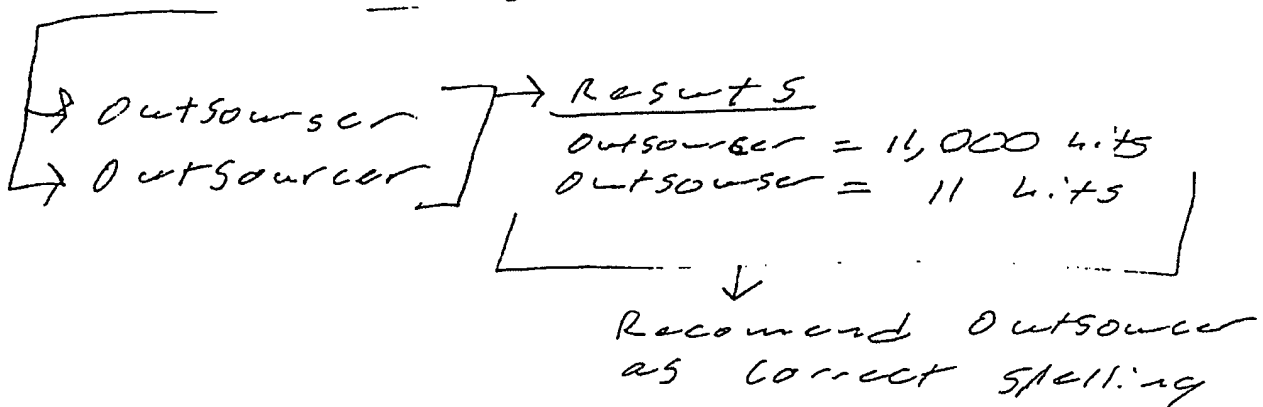 Outsourser
Outsourcer
Results
Outsourcer = 11,000 hits
Outsourser = 11 hits
Recomend Outsourcer
as correct spelling